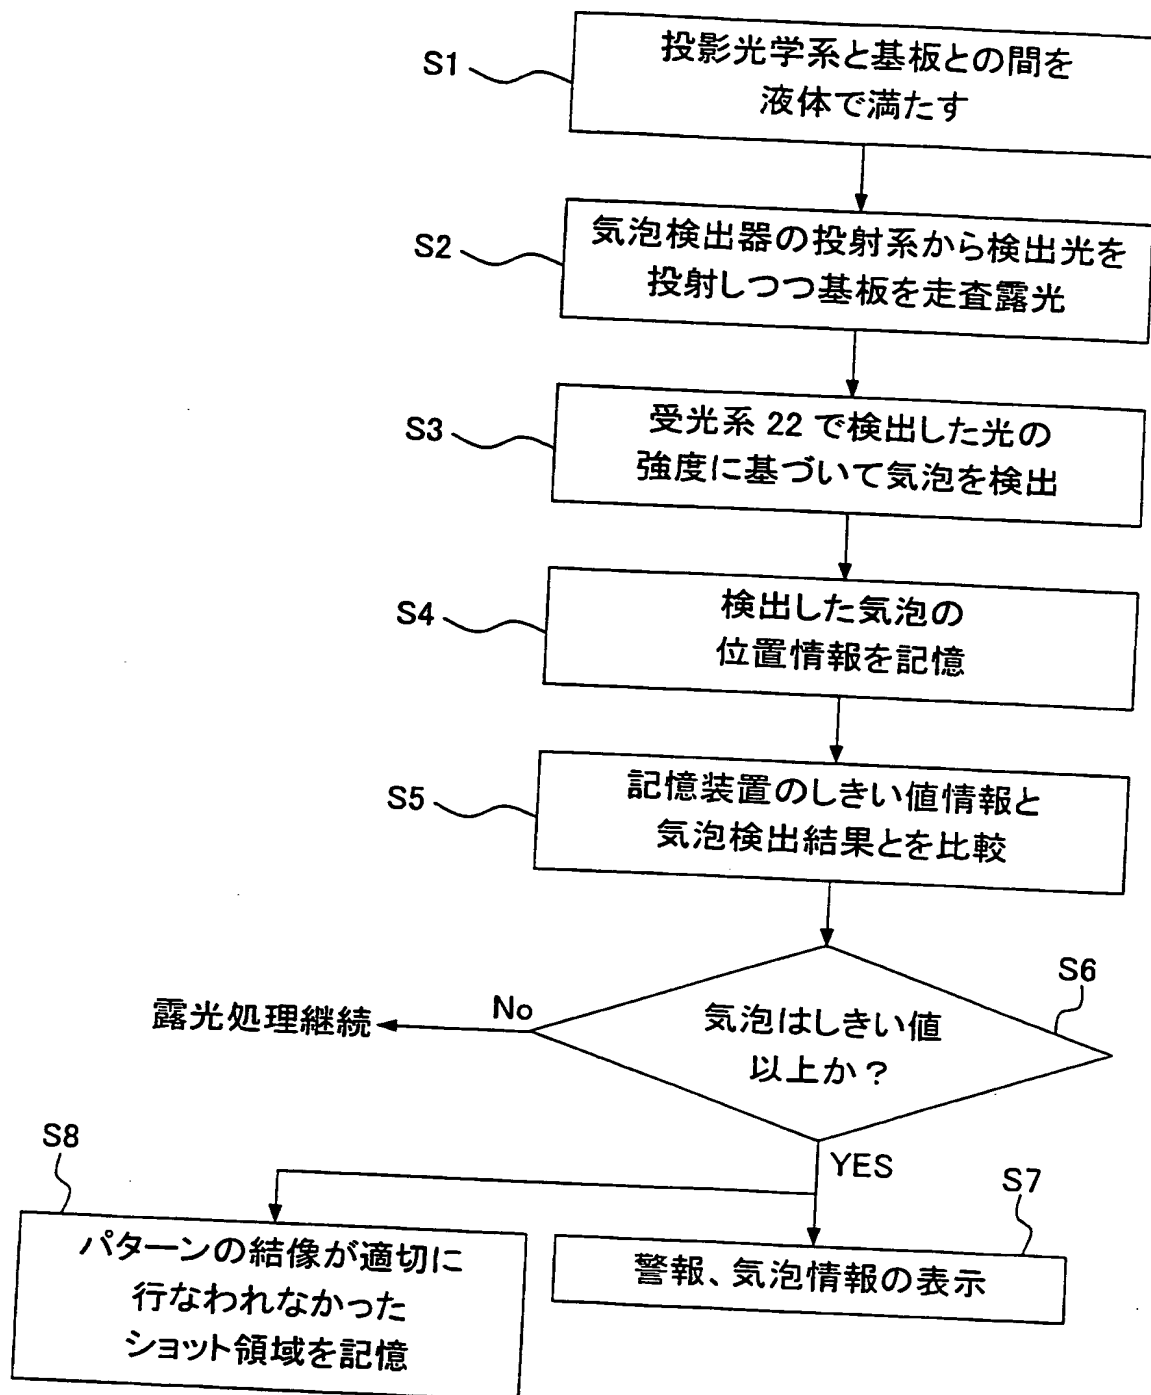 S1
投影光学系と基板との間を
液体で満たす
S2
気泡検出器の投射系から検出光を
投射しつつ基板を走査露光
S3
受光系 22 で検出した光の
強度に基づいて気泡を検出
S4
検出した気泡の
位置情報を記憶
S5
記憶装置のしきい値情報と
気泡検出結果とを比較
S6
気泡はしきい値
以上か？
No
露光処理継続
YES
S8
パターンの結像が適切に
行なわれなかった
ショット領域を記憶
S7
警報、気泡情報の表示